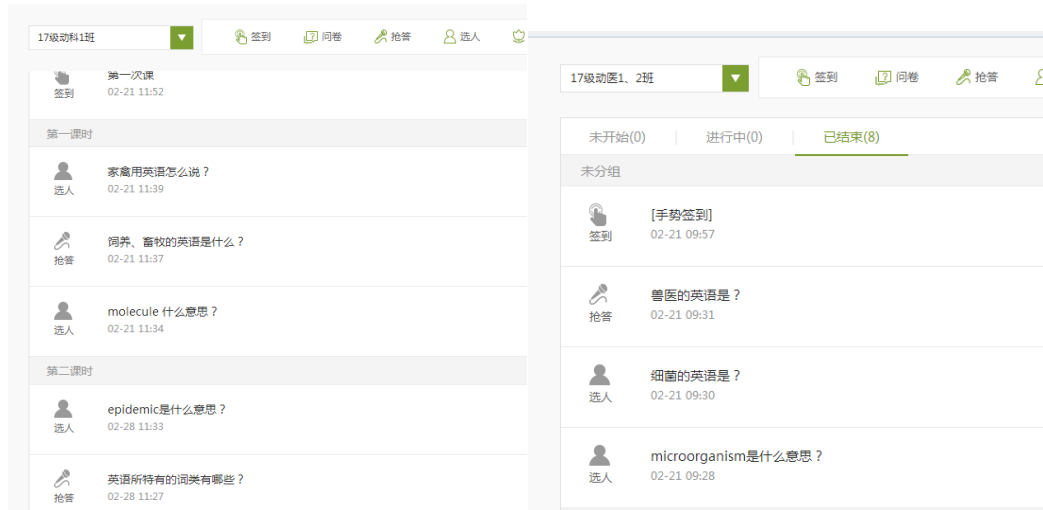 17级动科1班
签到
问卷
抢答
选人
第一次课
签到
02-21 11:52
第一课时
家禽用英语怎么说？
选人
02-21 11:39
饲养、畜牧的英语是什么？
抢答
02-21 11:37
molecule 什么意思？
选人
02-21 11:34
第二课时
epidemic是什么意思？
选人
02-28 11:33
英语所特有的词类有哪些？
抢答
02-28 11:27
17级动医1、2班
签到
问卷
抢答
未开始(0)
进行中(0)
已结束(8)
未分组
[手势签到]
签到
02-21 09:57
兽医的英语是？
抢答
02-21 09:31
细菌的英语是？
选人
02-21 09:30
microorganism是什么意思？
选人
02-21 09:28